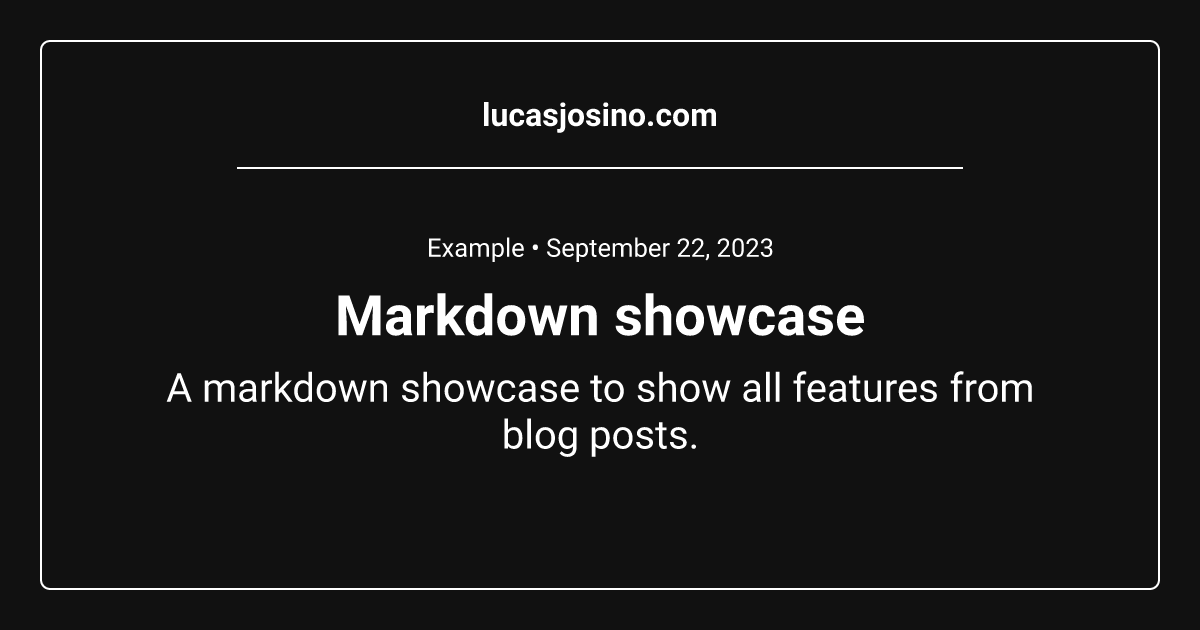 lucasjosino.com
Example • September 22, 2023
Markdown showcase
A markdown showcase to show all features from
blog posts.